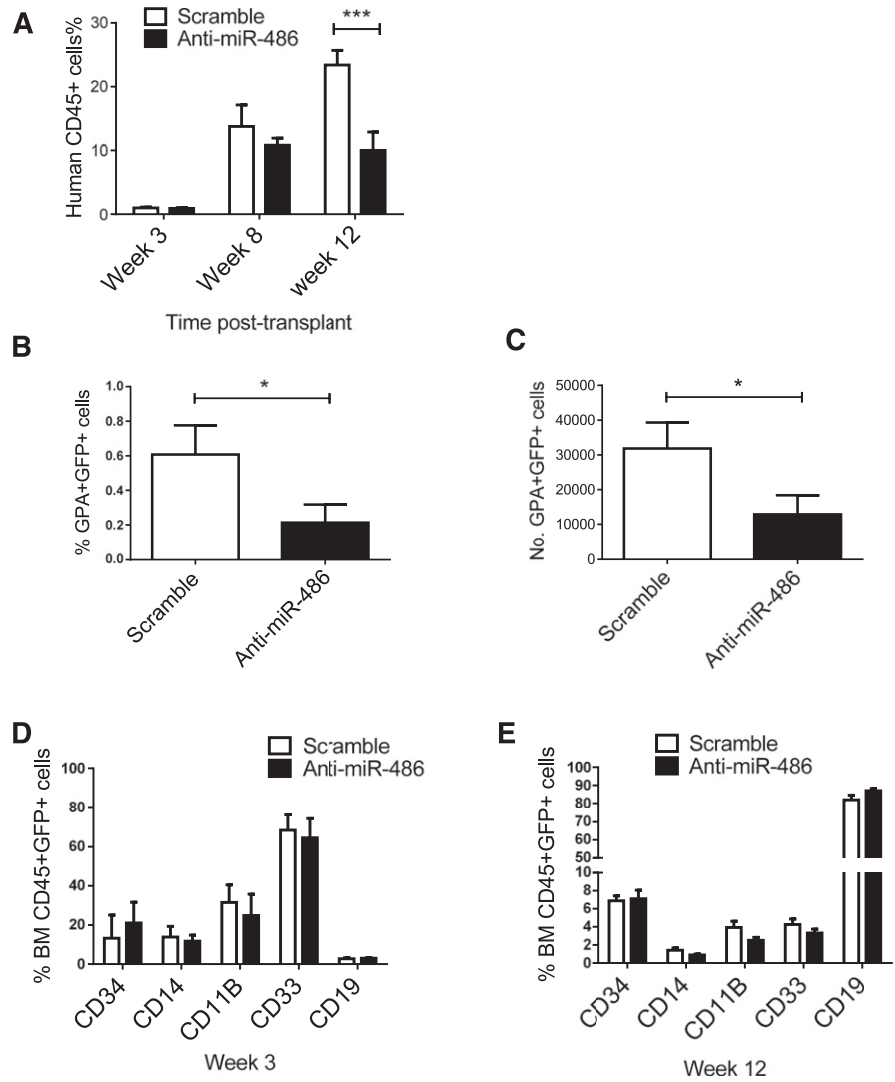 A
Scramble
Anti-miR-486
***
Human CD45+ cells%
30
20
10
0
Week 3
Week 8
week 12
Time post-transplant
B
*
% GPA+GFP+ cells
1.0
0.8
0.6
0.4
0.2
0.0
Scramble
Anti-miR-486
C
*
No. GPA+GFP+ cells
50000
40000
30000
20000
10000
0
Scramble
Anti-miR-486
D
Scramble
Anti-miR-486
% BM CD45+GFP+ cells
100
80
60
40
20
0
CD34
CD14
CD11B
CD33
CD19
Week 3
E
Scramble
Anti-miR-486
% BM CD45+GFP+ cells
100
90
80
70
60
50
10
8
6
4
2
0
CD34
CD14
CD11B
CD33
CD19
Week 12